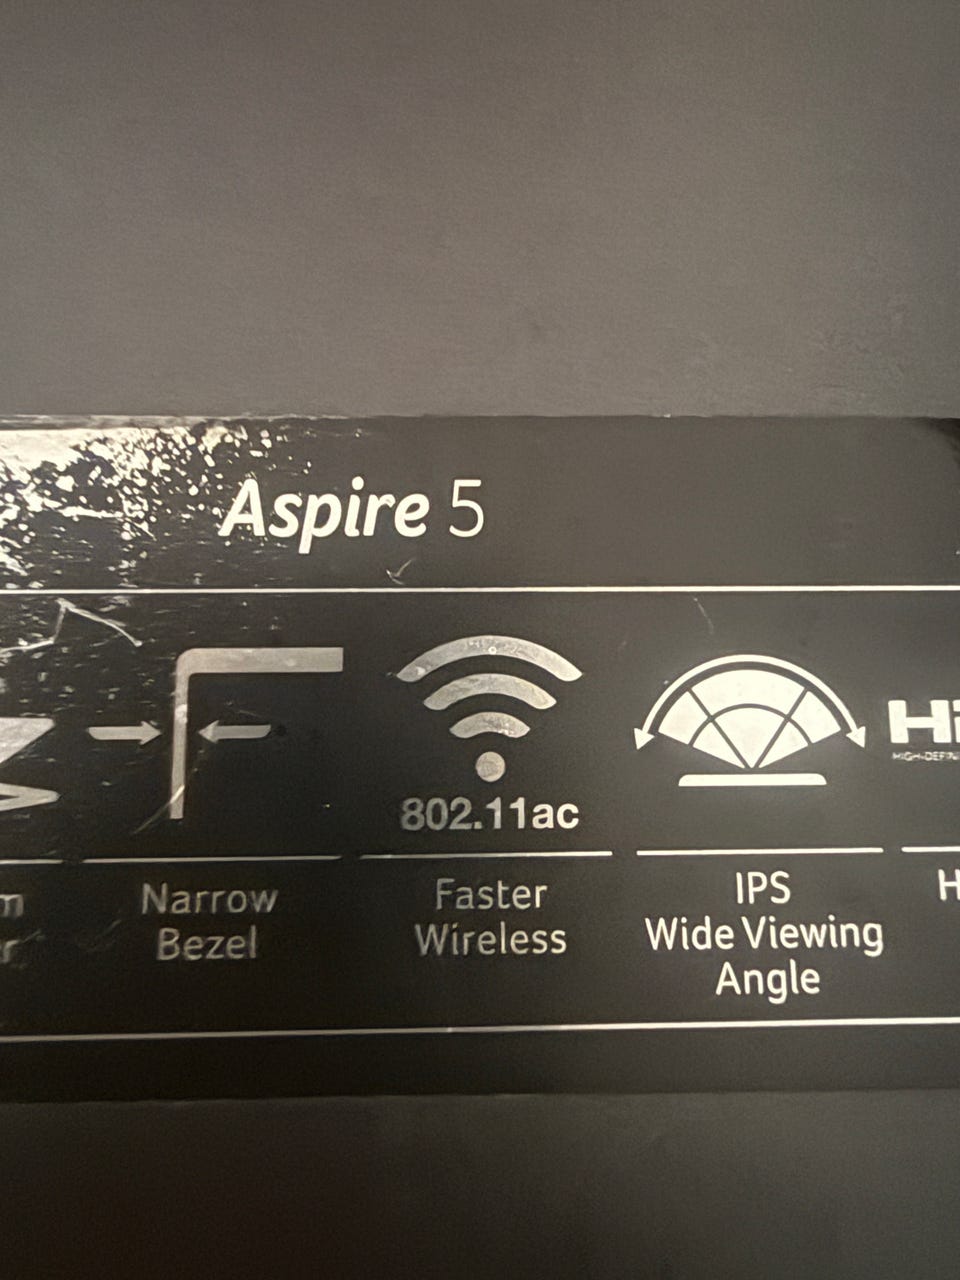 Aspire 5
802.11ac
Narrow
Bezel
Faster
Wireless
IPS
Wide Viewing
Angle